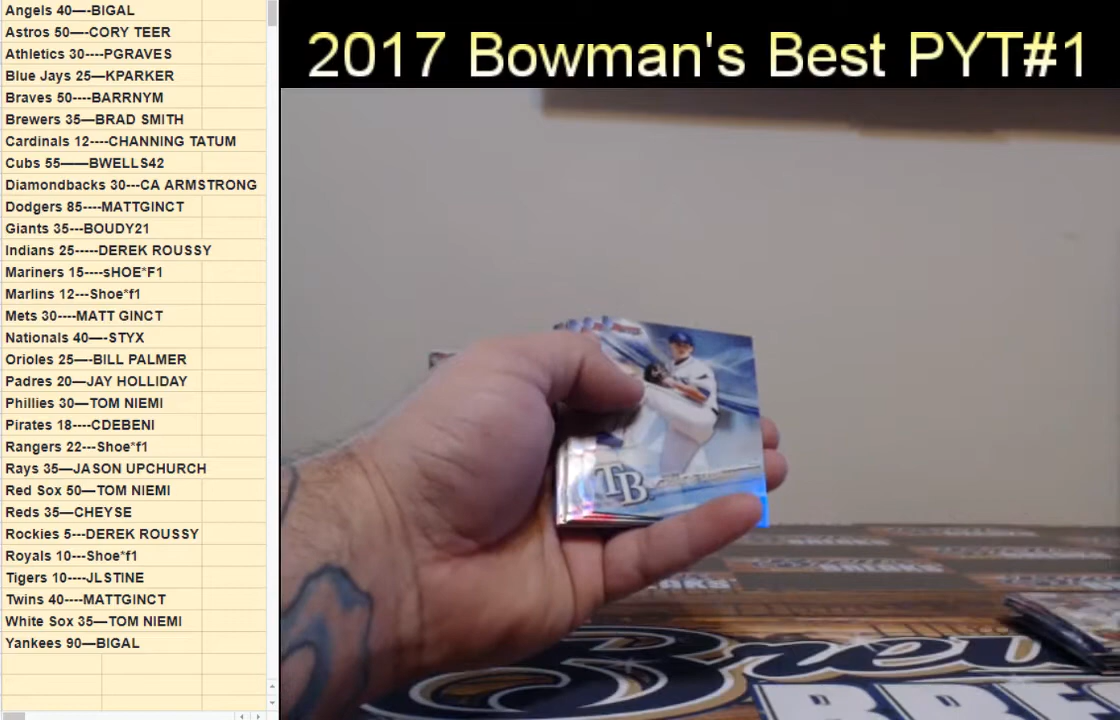 Angels 40—-BIGAL
Astros 50—-CORY TEER
Athletics 30----PGRAVES
Blue Jays 25—KPARKER
Braves 50----BARRNYM
Brewers 35—BRAD SMITH
Cardinals 12----CHANNING TATUM
Cubs 55——BWELLS42
Diamondbacks 30---CA ARMSTRONG
Dodgers 85----MATTGINCT
Giants 35---BOUDY21
Indians 25-----DEREK ROUSSY
Mariners 15----sHOE*F1
Marlins 12---Shoe*f1
Mets 30----MATT GINCT
Nationals 40—-STYX
Orioles 25—-BILL PALMER
Padres 20—JAY HOLLIDAY
Phillies 30—TOM NIEMI
Pirates 18----CDEBENI
Rangers 22---Shoe*f1
Rays 35—JASON UPCHURCH
Red Sox 50—TOM NIEMI
Reds 35—CHEYSE
Rockies 5---DEREK ROUSSY
Royals 10---Shoe*f1
Tigers 10----JLSTINE
Twins 40----MATTGINCT
White Sox 35—TOM NIEMI
Yankees 90—BIGAL
2017 Bowman's Best PYT#1
TB